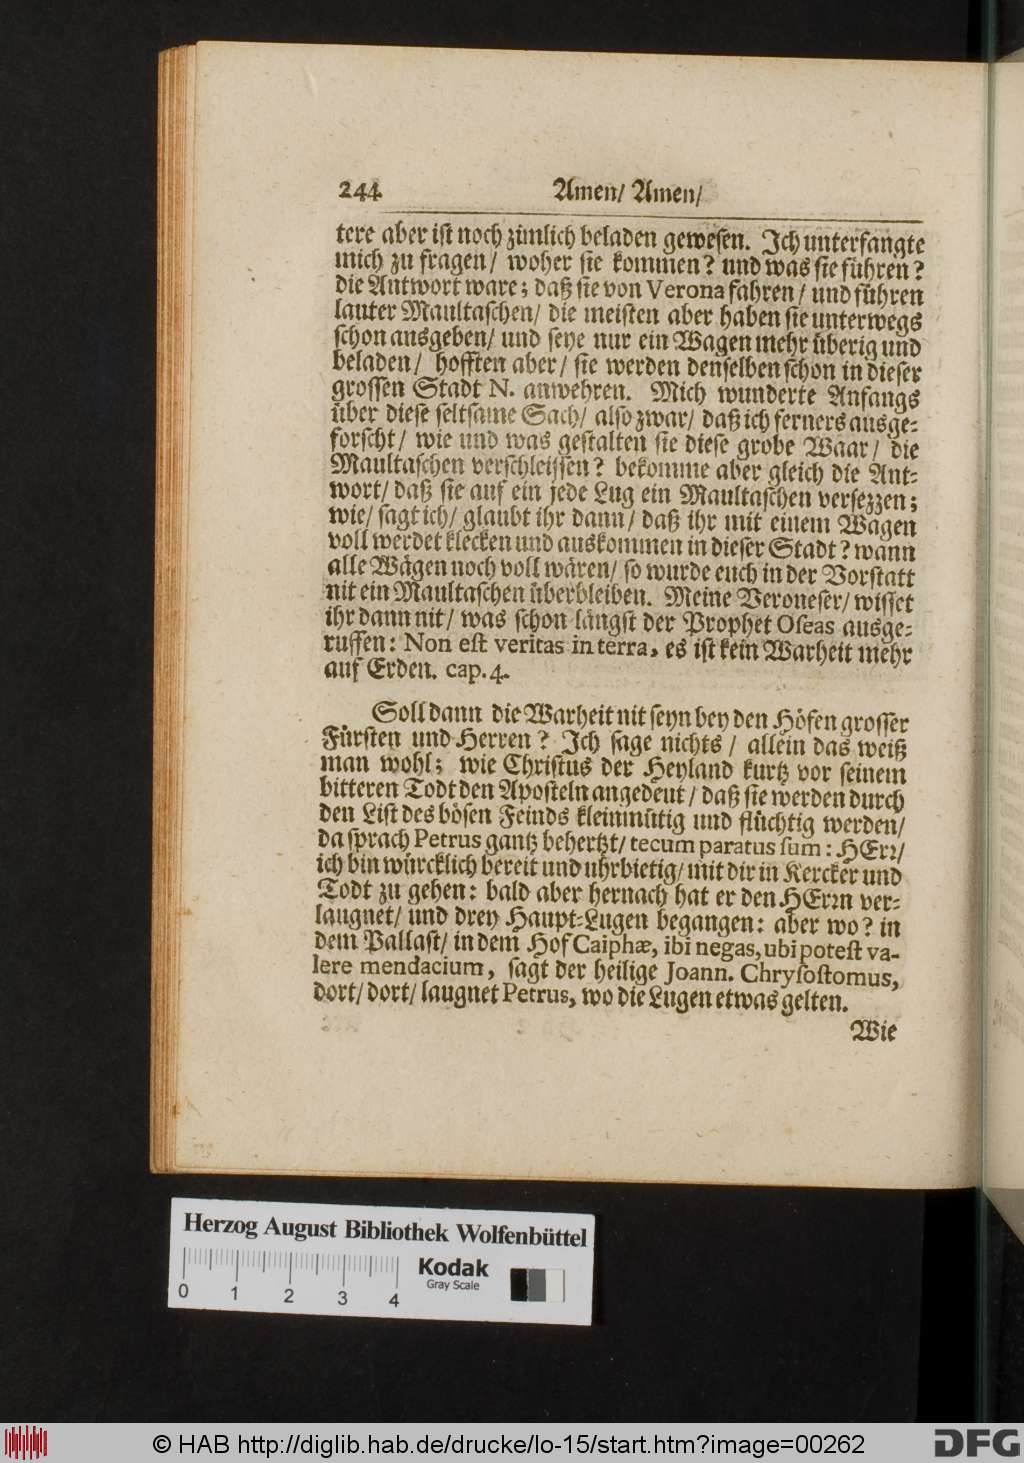 244 Amen/ Amen/
tere aber ist noch zimlich beladen gewesen. Ich unterfangte
mich zu fragen/ woher sie kommen? und was sie führen?
die Antwort ware; daß sie von Verona fahren/ und führen
lauter Maultaschen/ die meisten aber haben sie unterwegs
schon ausgeben/ und seye nur ein Wagen mehr überig und
beladen/ hofften aber/ sie werden denselben schon in dieser
grossen Stadt N. anwehren. Mich wunderte Anfangs
über diese seltsame Sach/ also zwar/ daß ich ferners ausge-
forscht/ wie und was gestalten sie diese grobe Waar/ die
Maultaschen verschleissen? bekomme aber gleich die Ant-
wort/ daß sie auf ein jede Lug ein Maultaschen versezzen;
wie/ sagt ich/ glaubt ihr dann/ daß ihr mit einem Wagen
voll werdet klecken und auskommen in dieser Stadt? wann
alle Wägen noch voll wären/ so wurde euch in der Vorstatt
nit ein Maultaschen überbleiben. Meine Veroneser/ wisset
ihr dann nit/ was schon längst der Prophet Oseas ausge-
ruffen: Non est veritas in terra, es ist kein Warheit mehr
auf Erden. cap. 4.
Soll dann die Warheit nit seyn bey den Höfen grosser
Fürsten und Herren? Ich sage nichts/ allein das weiß
man wohl; wie Christus der Heyland kurtz vor seinem
bitteren Todt den Aposteln angedeut/ daß sie werden durch
den List des bösen Feinds kleinmütig und flüchtig werden/
da sprach Petrus gantz behertzt/ tecum paratus sum: HErr/
ich bin würcklich bereit und uhrbietig/ mit dir in Kercker und
Todt zu gehen: bald aber hernach hat er den HErrn ver-
laugnet/ und drey Haupt-Lugen begangen: aber wo? in
dem Pallast/ in dem Hof Caiphæ, ibi negas, ubi potest va-
lere mendacium, sagt der heilige Joann. Chrysostomus,
dort/ dort/ laugnet Petrus, wo die Lugen etwas gelten.
Wie
Herzog August Bibliothek Wolfenbüttel
Kodak
Gray Scale
0 1 2 3 4
© HAB http://diglib.hab.de/drucke/lo-15/start.htm?image=00262
DFG